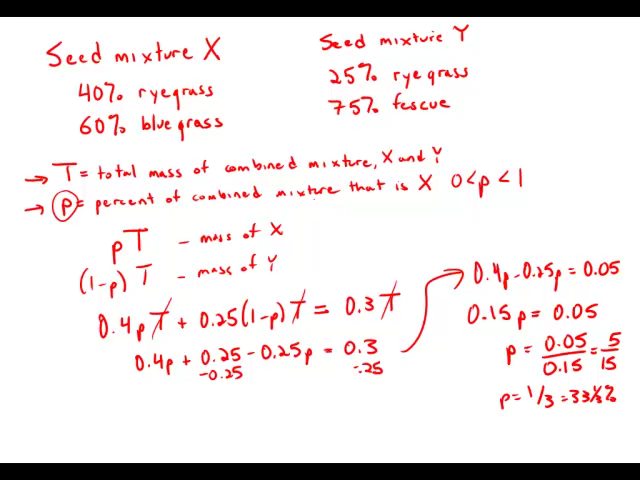 Seed mixture X
40% ryegrass
60% bluegrass
Seed mixture Y
25% ryegrass
75% fescue
→ T = total mass of combined mixture, X and Y
→ p = percent of combined mixture that is X 0 < p < 1
pT - mass of X
(1-p) T - mass of Y
0.4pT + 0.25(1-p)T = 0.3T
0.4p + 0.25 - 0.25p = 0.3
-0.25 -.25
0.4p - 0.25p = 0.05
0.15p = 0.05
p = 0.05/0.15 = 5/15
p = 1/3 = 33⅓%